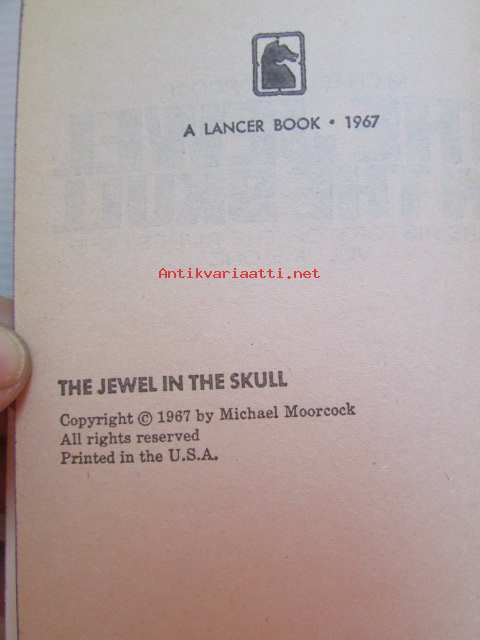 A LANCER BOOK • 1967
Antikvariaatti.net
THE JEWEL IN THE SKULL
Copyright © 1967 by Michael Moorcock
All rights reserved
Printed in the U.S.A.